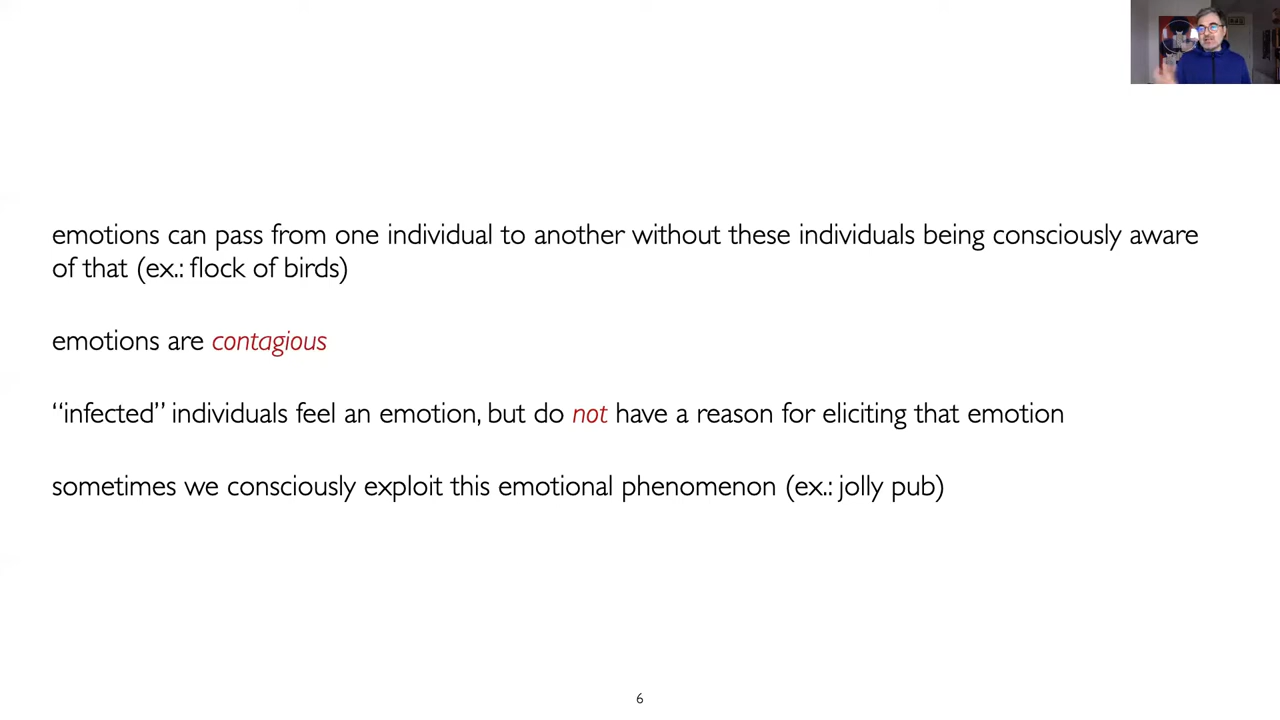 emotions can pass from one individual to another without these individuals being consciously aware
of that (ex.: flock of birds)
emotions are contagious
“infected” individuals feel an emotion, but do not have a reason for eliciting that emotion
sometimes we consciously exploit this emotional phenomenon (ex.: jolly pub)
6